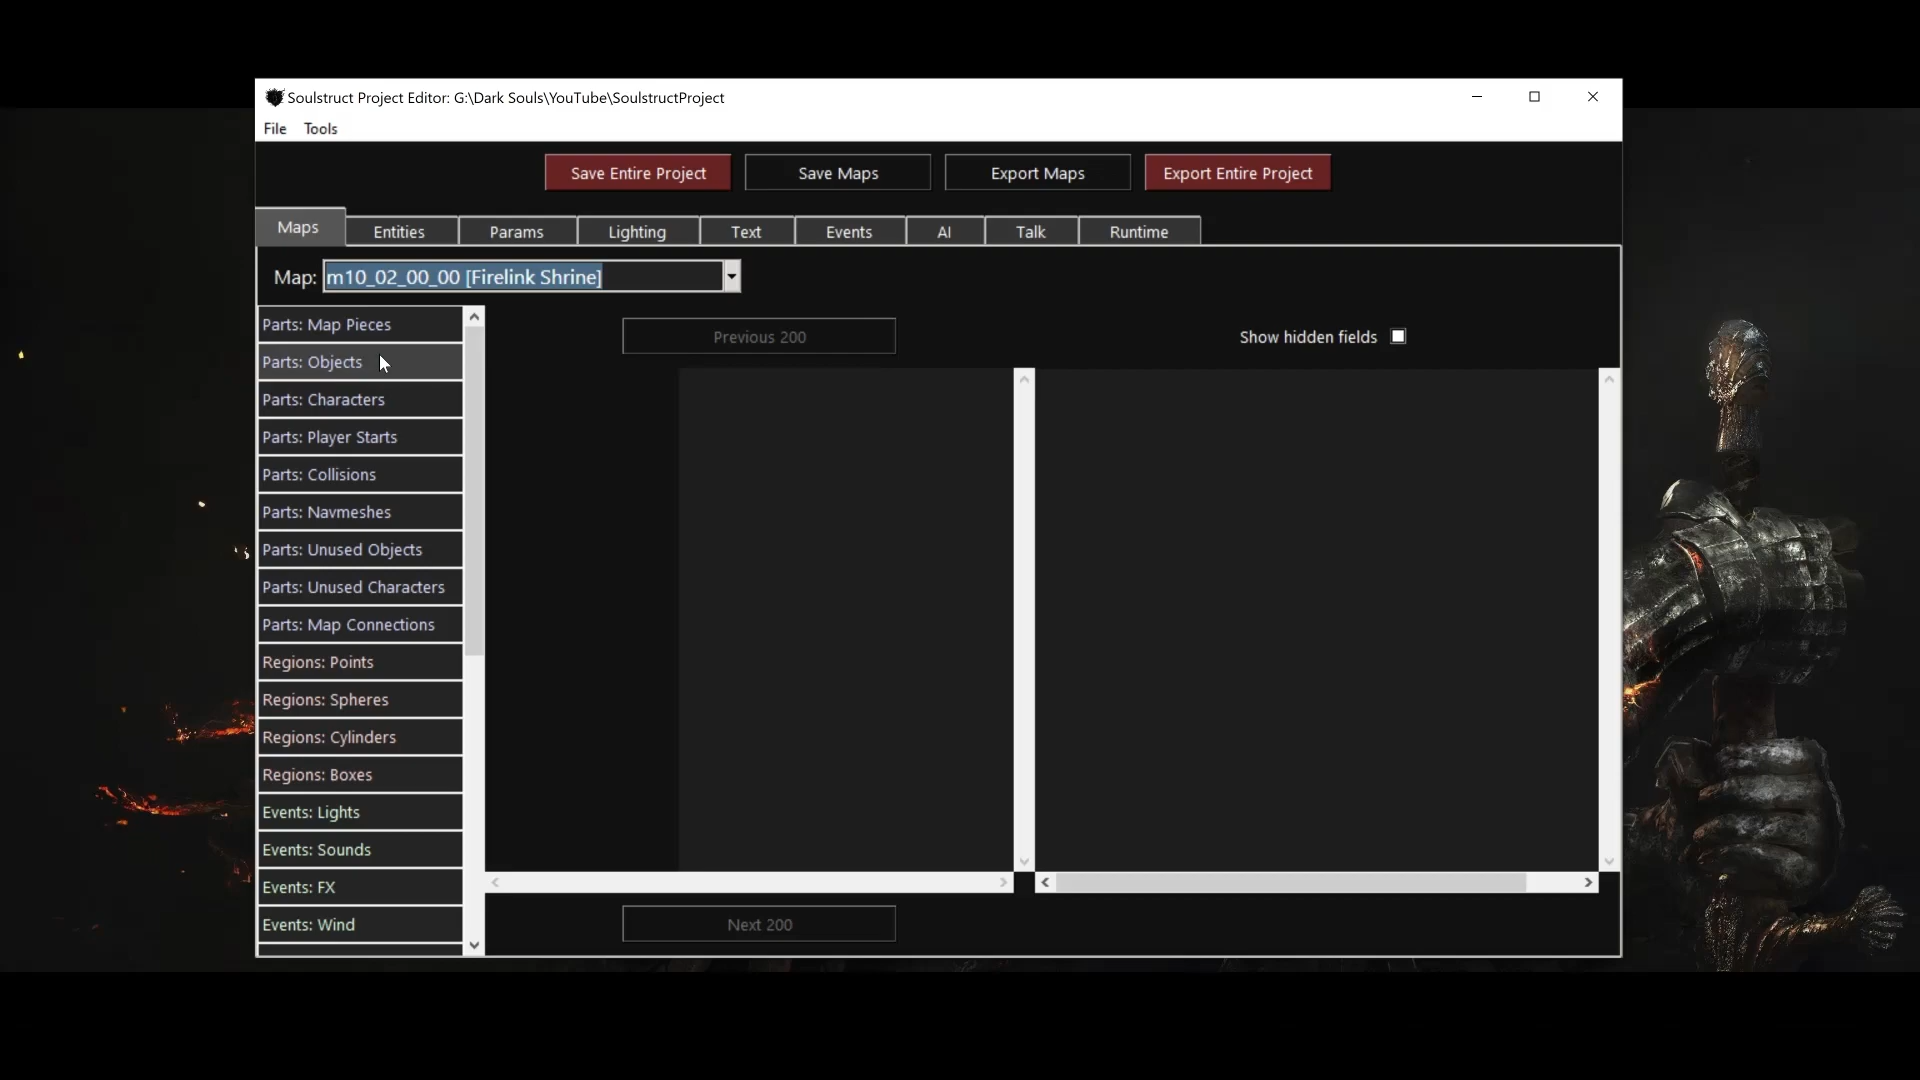 Soulstruct Project Editor: G:\Dark Souls\YouTube\SoulstructProject
File Tools
Save Entire Project Save Maps Export Maps Export Entire Project
Maps Entities Params Lighting Text Events AI Talk Runtime
Map: m10_02_00_00 [Firelink Shrine]
Parts: Map Pieces
Previous 200 Show hidden fields
Parts: Objects
Parts: Characters
Parts: Player Starts
Parts: Collisions
Parts: Navmeshes
Parts: Unused Objects
Parts: Unused Characters
Parts: Map Connections
Regions: Points
Regions: Spheres
Regions: Cylinders
Regions: Boxes
Events: Lights
Events: Sounds
Events: FX
Events: Wind
Next 200